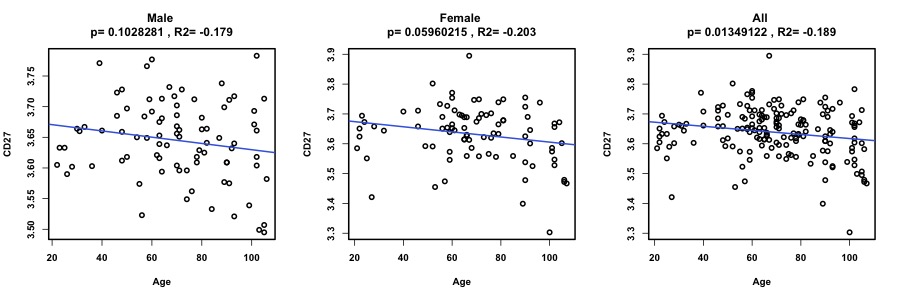 Male
p= 0.1028281 , R2= -0.179
CD27
3.75
3.70
3.65
3.60
3.55
3.50
20 40 60 80 100
Age
Female
p= 0.05960215 , R2= -0.203
CD27
3.9
3.8
3.7
3.6
3.5
3.4
3.3
20 40 60 80 100
Age
All
p= 0.01349122 , R2= -0.189
CD27
3.9
3.8
3.7
3.6
3.5
3.4
3.3
20 40 60 80 100
Age